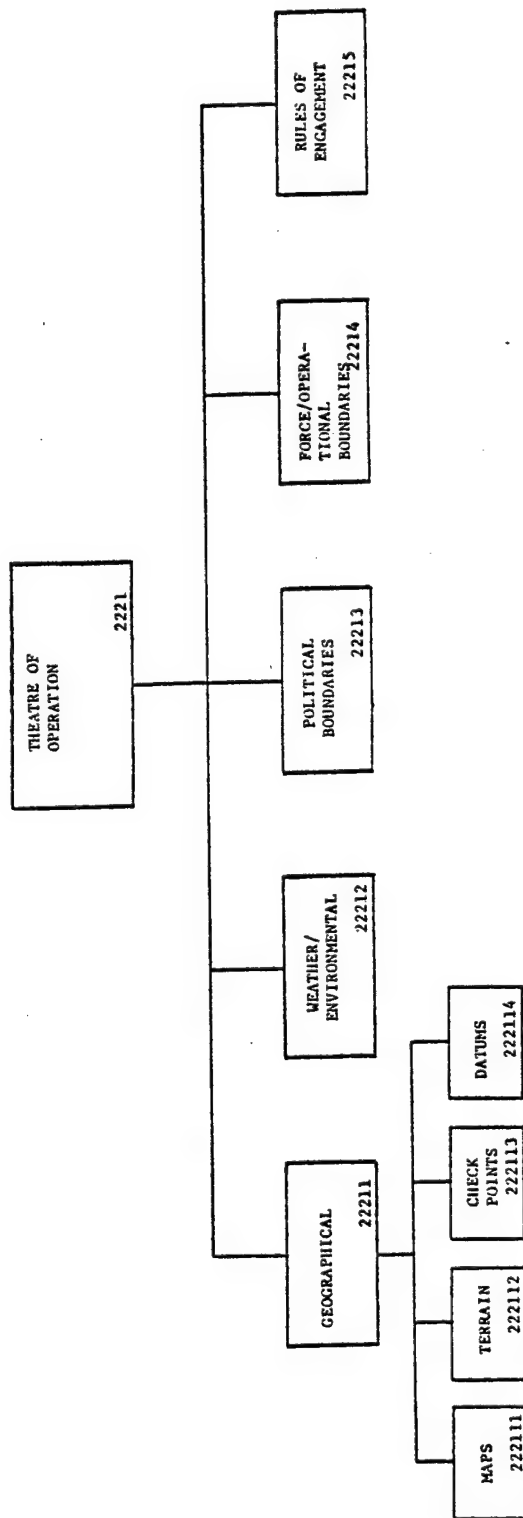 THEATRE OF
OPERATION
2221
GEOGRAPHICAL
22211
WEATHER/
ENVIRONMENTAL
22212
POLITICAL
BOUNDARIES
22213
FORCE/OPERA-
TIONAL
BOUNDARIES
22214
RULES OF
ENGAGEMENT
22215
MAPS
222111
TERRAIN
222112
CHECK
POINTS
222113
DATUMS
222114